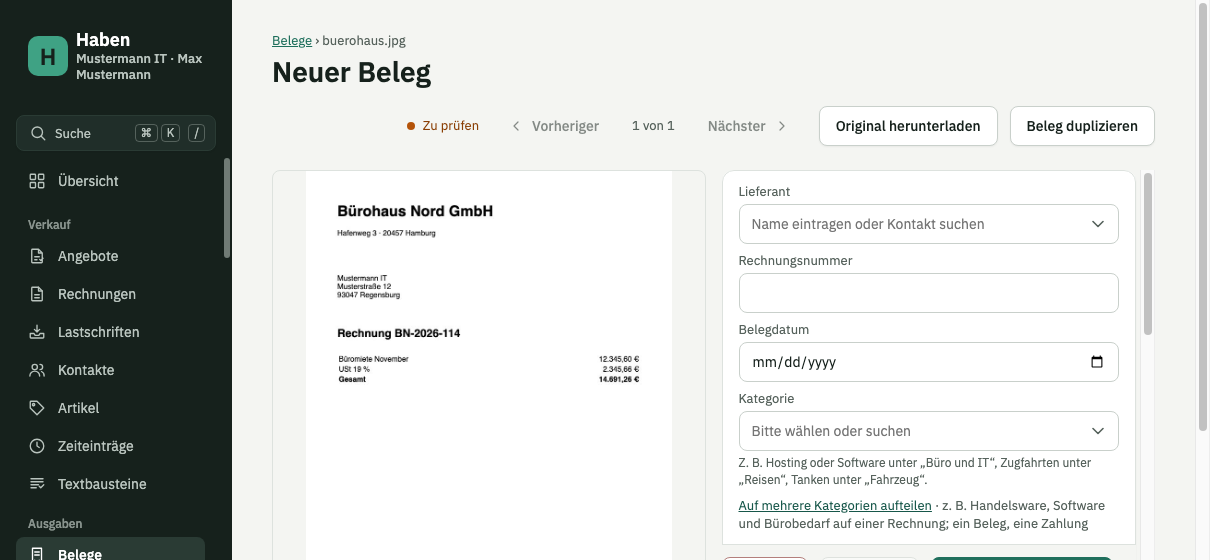 H
Haben
Mustermann IT · Max
Mustermann
Suche
⌘ K /
Übersicht
Verkauf
Angebote
Rechnungen
Lastschriften
Kontakte
Artikel
Zeiteinträge
Textbausteine
Ausgaben
Belege
Belege › buerohaus.jpg
Neuer Beleg
Zu prüfen
Vorheriger
1 von 1
Nächster
Original herunterladen
Beleg duplizieren
Bürohaus Nord GmbH
Hafenweg 3 · 20457 Hamburg
Mustermann IT
Musterstraße 12
93047 Regensburg
Rechnung BN-2026-114
Büromiete November 12.345,60 €
USt 19 % 2.345,66 €
Gesamt 14.691,26 €
Lieferant
Name eintragen oder Kontakt suchen
Rechnungsnummer
Belegdatum
mm/dd/yyyy
Kategorie
Bitte wählen oder suchen
Z. B. Hosting oder Software unter „Büro und IT“, Zugfahrten unter
„Reisen“, Tanken unter „Fahrzeug“.
Auf mehrere Kategorien aufteilen · z. B. Handelsware, Software
und Bürobedarf auf einer Rechnung; ein Beleg, eine Zahlung